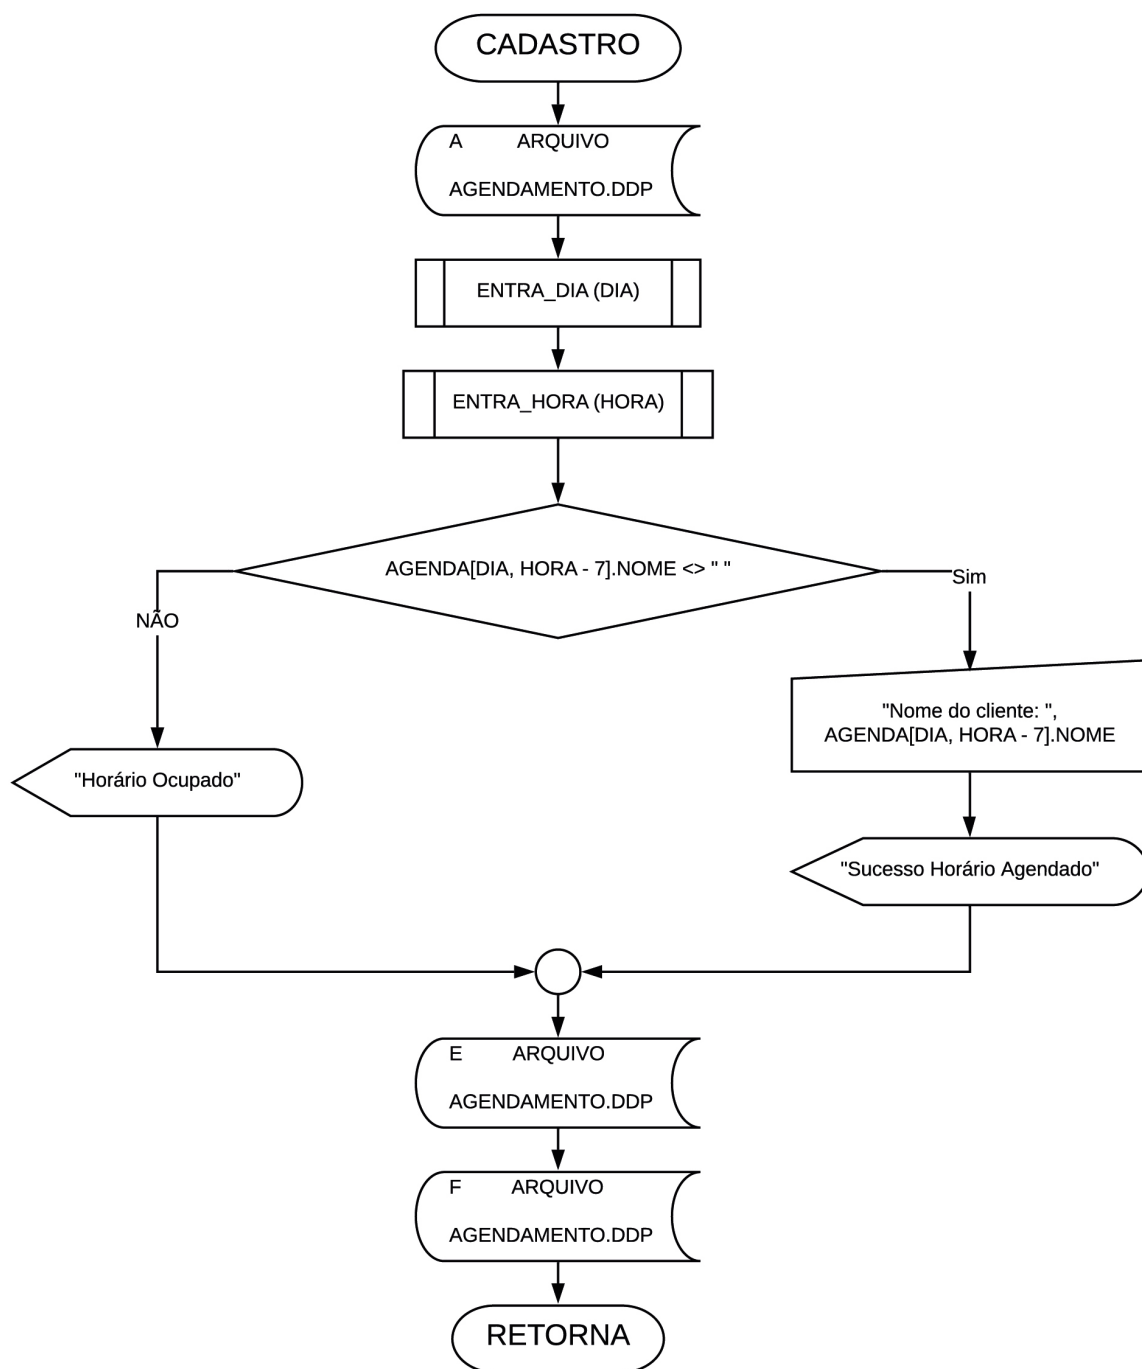 CADASTRO
A ARQUIVO
AGENDAMENTO.DDP
ENTRA_DIA (DIA)
ENTRA_HORA (HORA)
AGENDA[DIA, HORA - 7].NOME <> " "
Sim
NÃO
"Nome do cliente: ",
AGENDA[DIA, HORA - 7].NOME
"Horário Ocupado"
"Sucesso Horário Agendado"
E ARQUIVO
AGENDAMENTO.DDP
F ARQUIVO
AGENDAMENTO.DDP
RETORNA